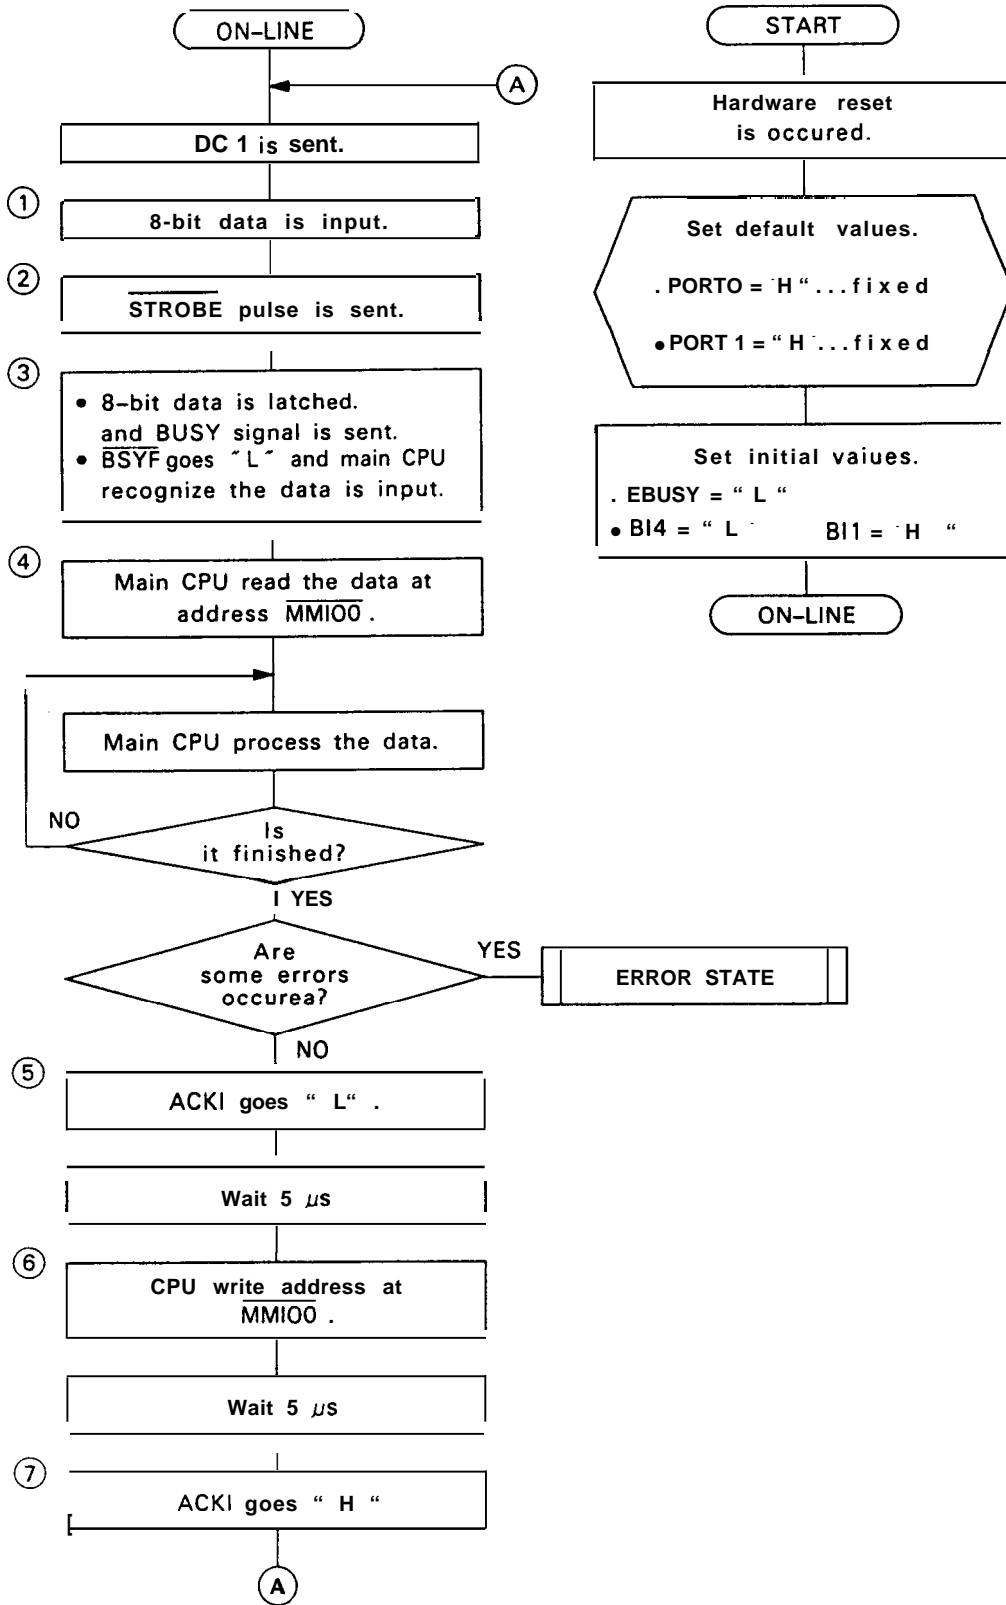 ON-LINE
A
DC 1 is sent.
①
8-bit data is input.
②
STROBE pulse is sent.
③
• 8-bit data is latched.
and BUSY signal is sent.
• BSYF goes "L" and main CPU
recognize the data is input.
④
Main CPU read the data at
address MMIO0.
Main CPU process the data.
NO
Is
it finished?
I YES
Are
some errors
occurea?
YES
ERROR STATE
NO
⑤
ACKI goes “ L“ .
Wait 5 µs
⑥
CPU write address at
MMIO0 .
Wait 5 µs
⑦
ACKI goes “ H “
A
START
Hardware reset
is occured.
Set default values.
. PORTO = H “...fixed
• PORT 1 = “ H ...fixed
Set initial vaiues.
. EBUSY = “ L “
• BI4 = “ L BI1 = H “
ON-LINE